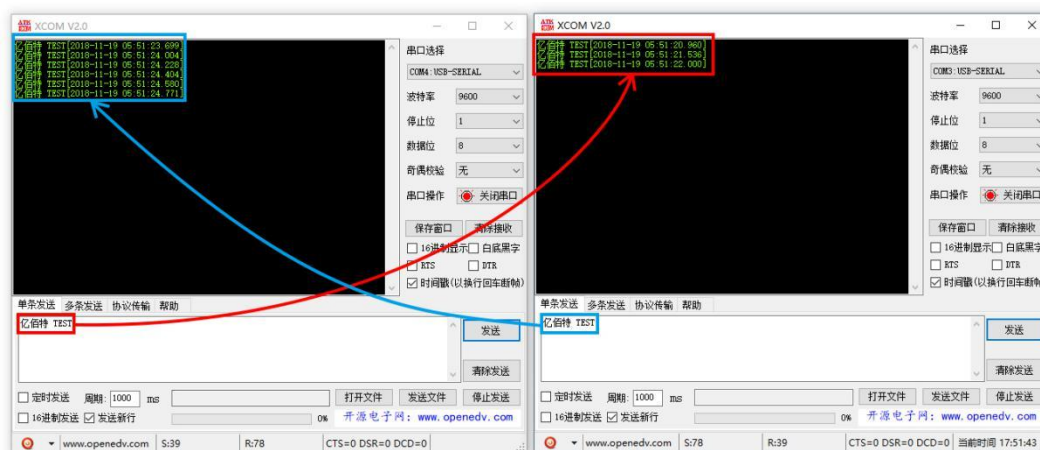 XCOM V2.0
亿佰特 TEST[2018-11-19 05:51:23.699]
亿佰特 TEST[2018-11-19 05:51:24.004]
亿佰特 TEST[2018-11-19 05:51:24.228]
亿佰特 TEST[2018-11-19 05:51:24.404]
亿佰特 TEST[2018-11-19 05:51:24.580]
亿佰特 TEST[2018-11-19 05:51:24.771]
串口选择
COM4:USB-SERIAL
波特率 9600
停止位 1
数据位 8
奇偶校验 无
串口操作 关闭串口
保存窗口 清除接收
16进制显示 白底黑字
RTS DTR
时间戳(以换行回车断帧)
单条发送 多条发送 协议传输 帮助
亿佰特 TEST
发送
清除发送
定时发送 周期: 1000 ms 打开文件 发送文件 停止发送
16进制发送 发送新行 0% 开源电子网: www.openedv.com
www.openedv.com S:39 R:78 CTS=0 DSR=0 DCD=0
XCOM V2.0
亿佰特 TEST[2018-11-19 05:51:20.960]
亿佰特 TEST[2018-11-19 05:51:21.536]
亿佰特 TEST[2018-11-19 05:51:22.000]
串口选择
COM3:USB-SERIAL
波特率 9600
停止位 1
数据位 8
奇偶校验 无
串口操作 关闭串口
保存窗口 清除接收
16进制显示 白底黑字
RTS DTR
时间戳(以换行回车断帧
单条发送 多条发送 协议传输 帮助
亿佰特 TEST
发送
清除发送
定时发送 周期: 1000 ms 打开文件 发送文件 停止发送
16进制发送 发送新行 0% 开源电子网: www.openedv.com
www.openedv.com S:78 R:39 CTS=0 DSR=0 DCD=0 当前时间 17:51:43